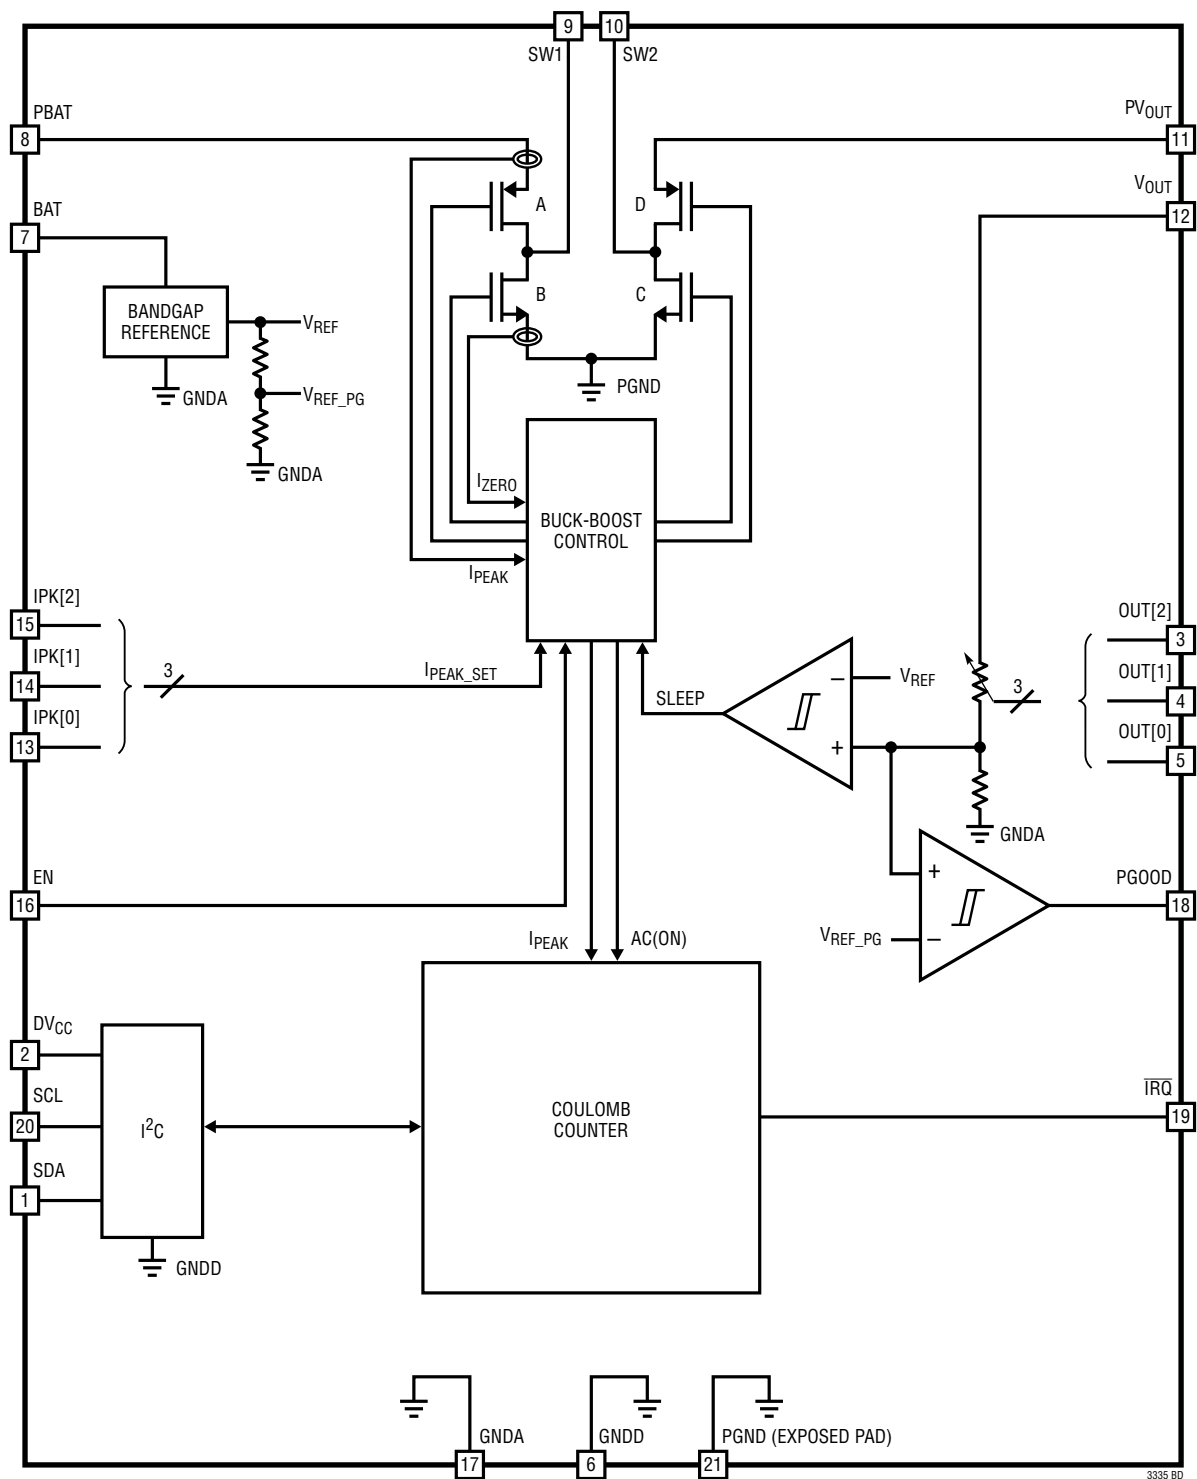 9
10
SW1
SW2
PBAT
8
PVOUT
11
A
D
BAT
7
VOUT
12
B
C
BANDGAP
REFERENCE
VREF
GNDA
VREF_PG
GNDA
PGND
IZERO
BUCK-BOOST
CONTROL
IPEAK
IPK[2]
15
IPK[1]
14
IPK[0]
13
3
IPEAK_SET
SLEEP
VREF
–
+
3
OUT[2]
3
OUT[1]
4
OUT[0]
5
GNDA
EN
16
+
–
VREF_PG
PGOOD
18
IPEAK
AC(ON)
DVCC
2
SCL
20
SDA
1
I²C
GNDD
COULOMB
COUNTER
I̅R̅Q̅
19
GNDA
17
GNDD
6
PGND (EXPOSED PAD)
21
3335 BD